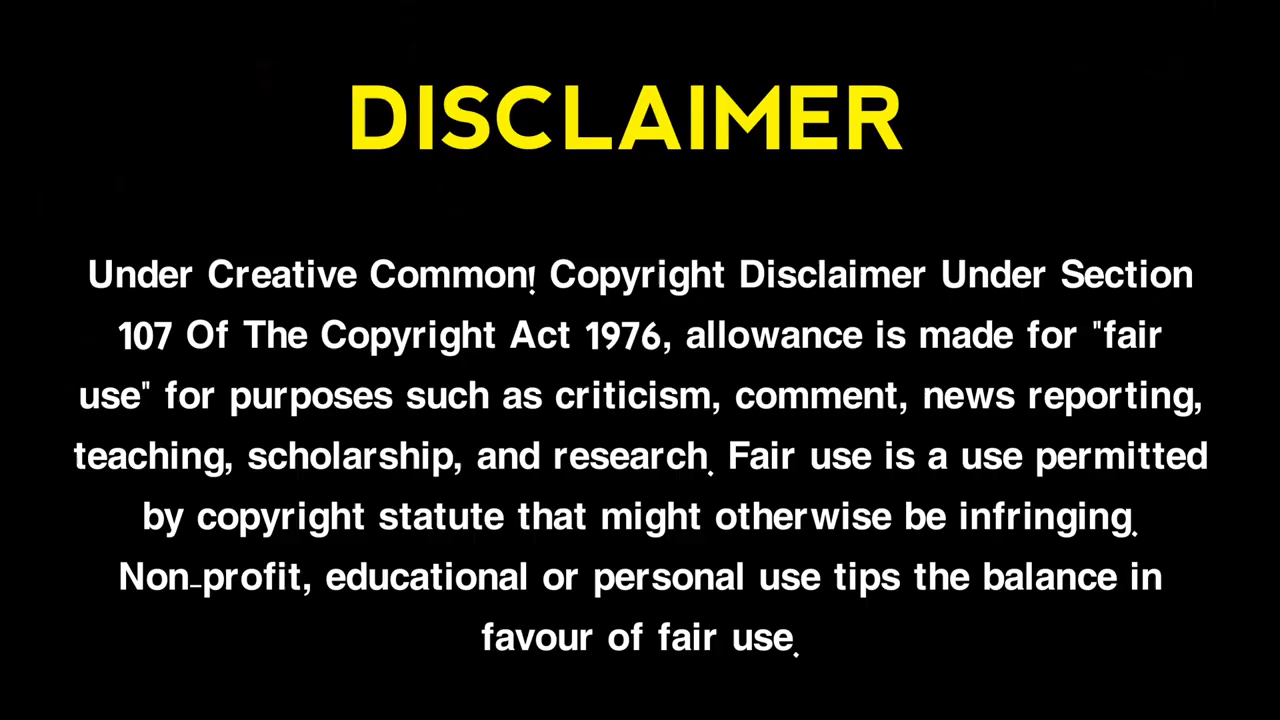 DISCLAIMER
Under Creative Common! Copyright Disclaimer Under Section
107 Of The Copyright Act 1976, allowance is made for "fair
use" for purposes such as criticism, comment, news reporting,
teaching, scholarship, and research. Fair use is a use permitted
by copyright statute that might otherwise be infringing.
Non-profit, educational or personal use tips the balance in
favour of fair use.